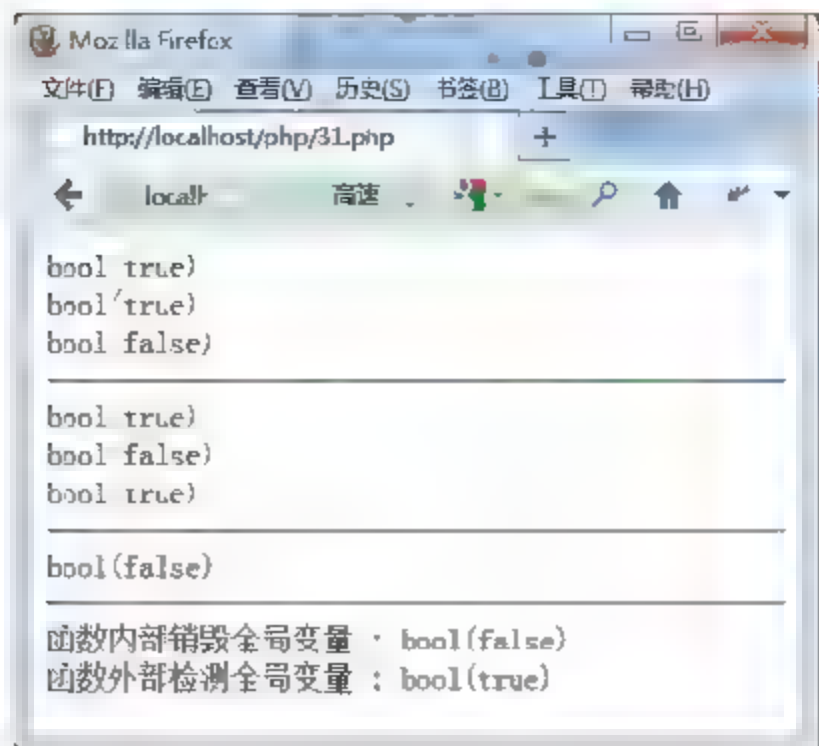 Mozilla Firefox
文件(F) 编辑(E) 查看(V) 历史(S) 书签(B) 工具(T) 帮助(H)
http://localhost/php/31.php +
localh 高速
bool true)
bool(true)
bool false)
bool true)
bool false)
bool true)
bool(false)
函数内部销毁全局变量 : bool(false)
函数外部检测全局变量 : bool(true)